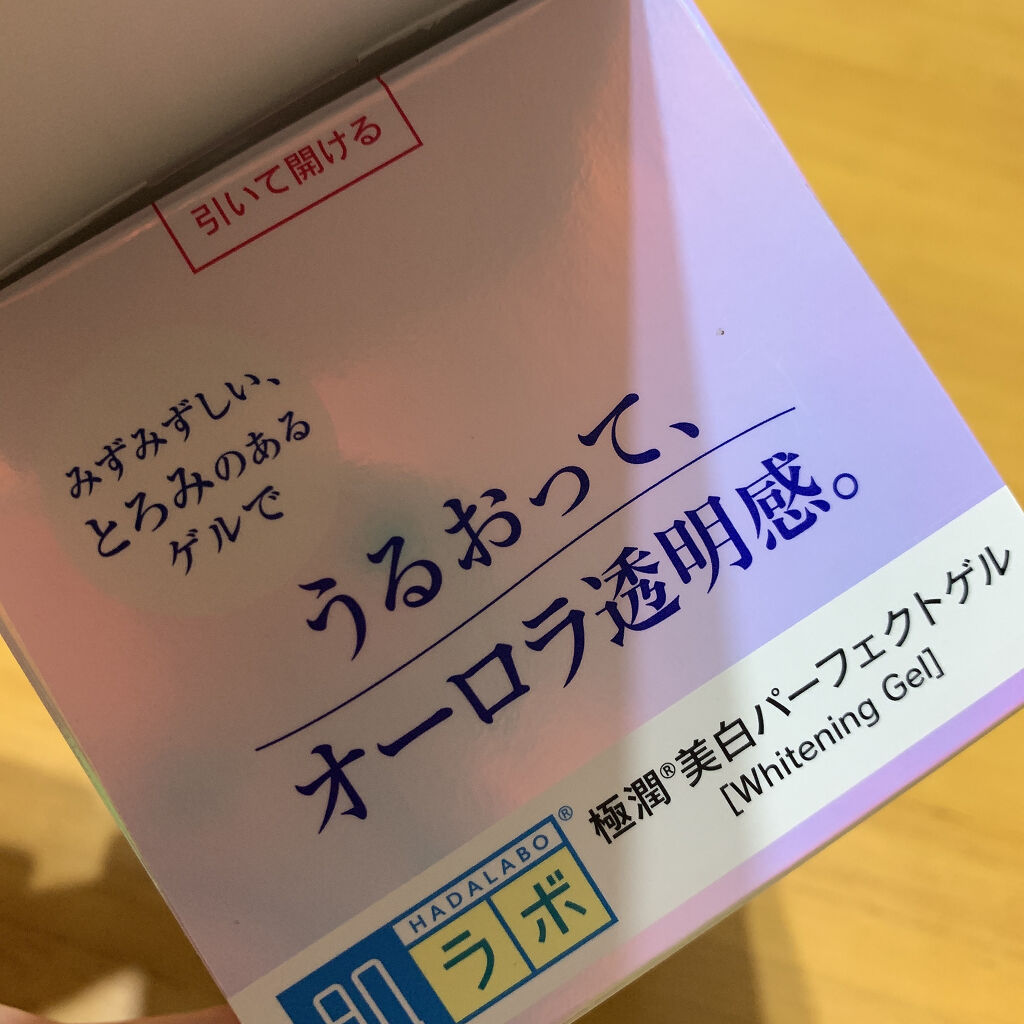 引いて開ける
みずみずしい、
とろみのある
ゲルで
うるおって、
オーロラ透明感。
極潤®美白パーフェクトゲル
[Whitening Gel]
HADALABO®
肌ラボ